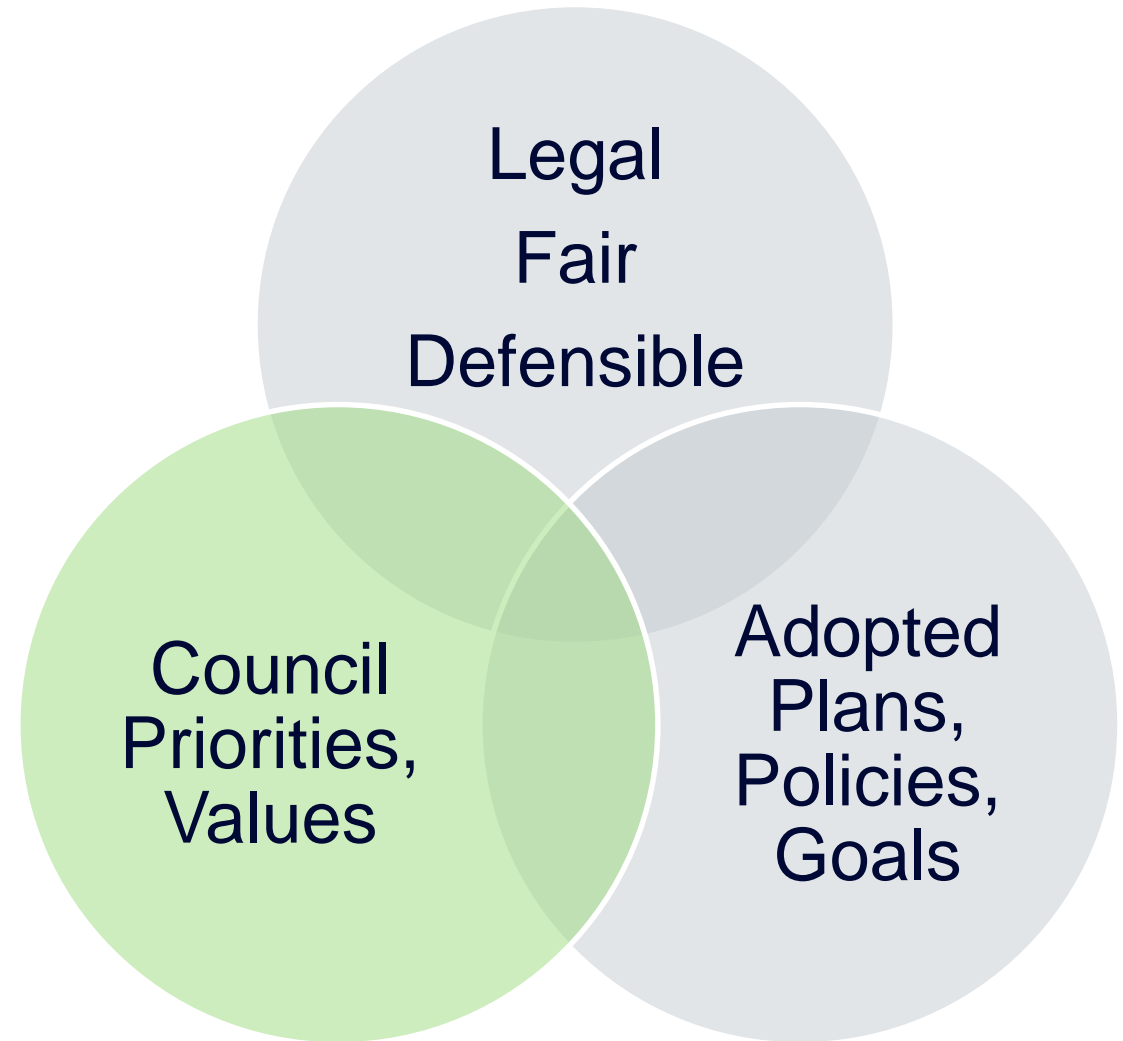 Legal
Fair
Defensible
Council
Priorities,
Values
Adopted
Plans,
Policies,
Goals